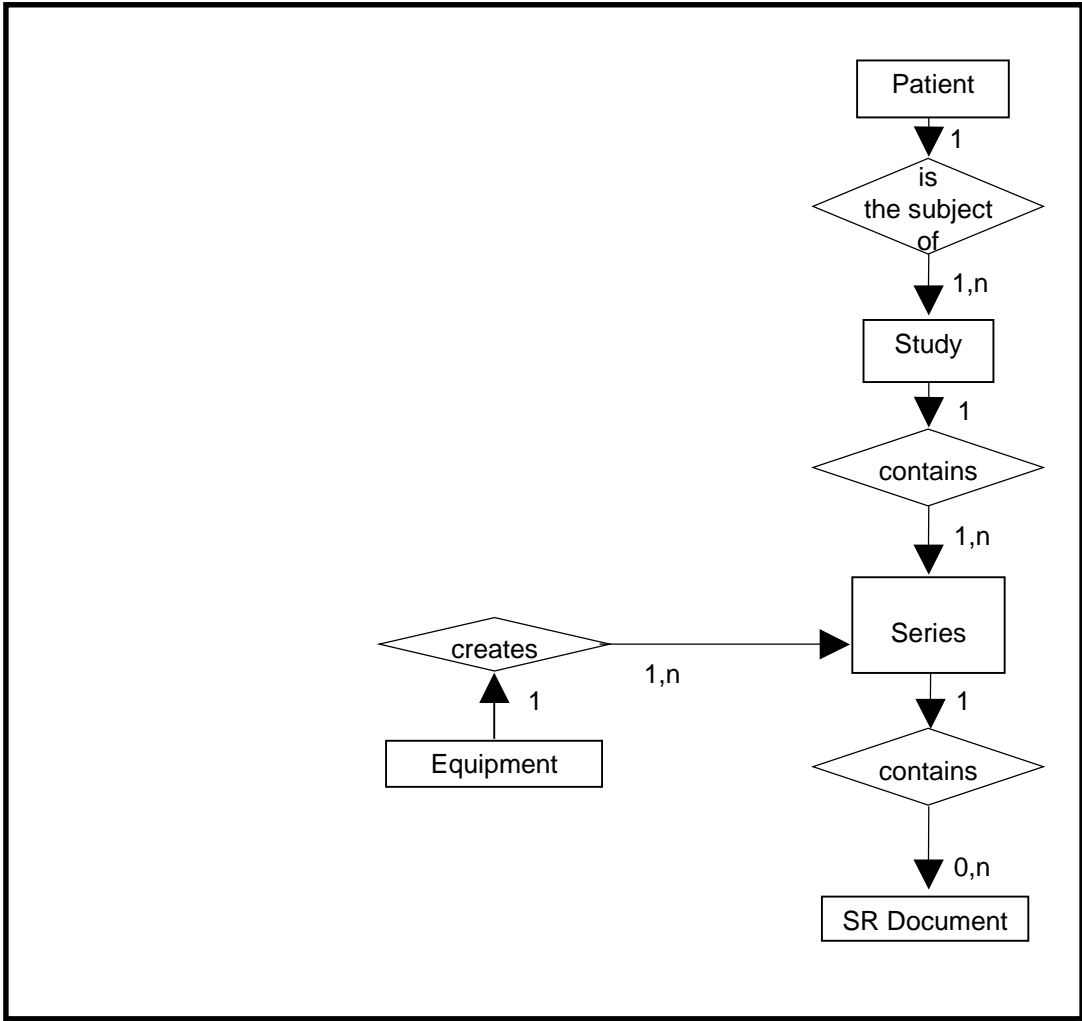 Patient
1
is
the subject
of
1,n
Study
1
contains
1,n
Series
creates
1,n
1
1
Equipment
contains
0,n
SR Document